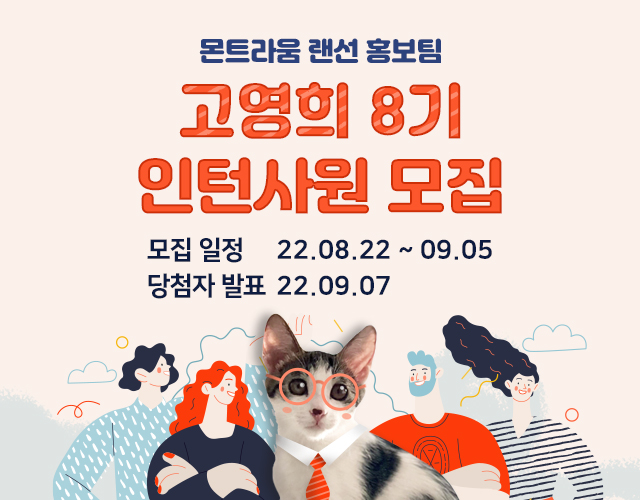 몬트라움 랜선 홍보팀
고영희 8기
인턴사원 모집
모집 일정 22.08.22 ~ 09.05
당첨자 발표 22.09.07